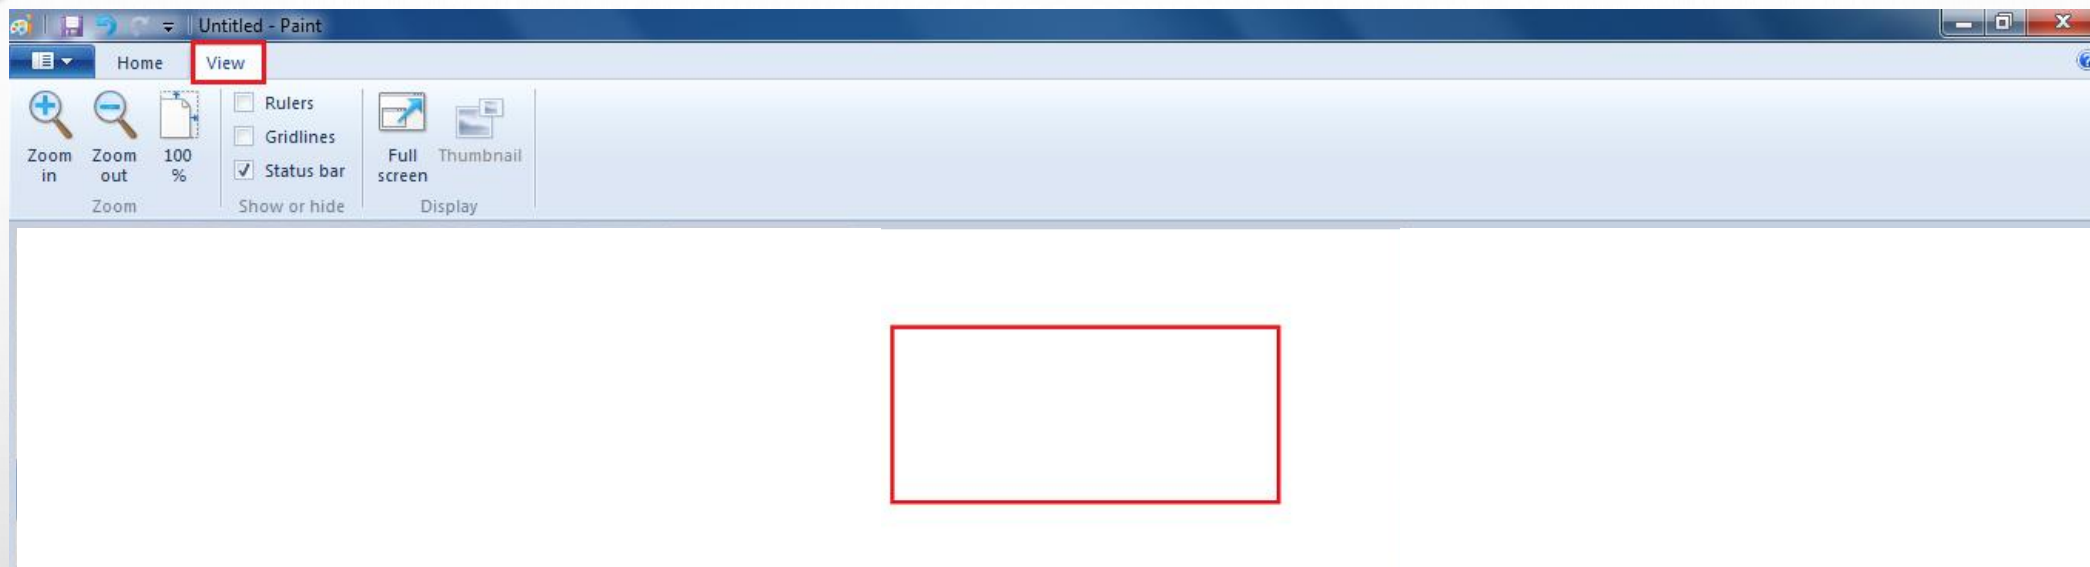 Untitled - Paint
Home View
Zoom in
Zoom out
100 %
Rulers
Gridlines
Status bar
Full screen
Thumbnail
Zoom
Show or hide
Display